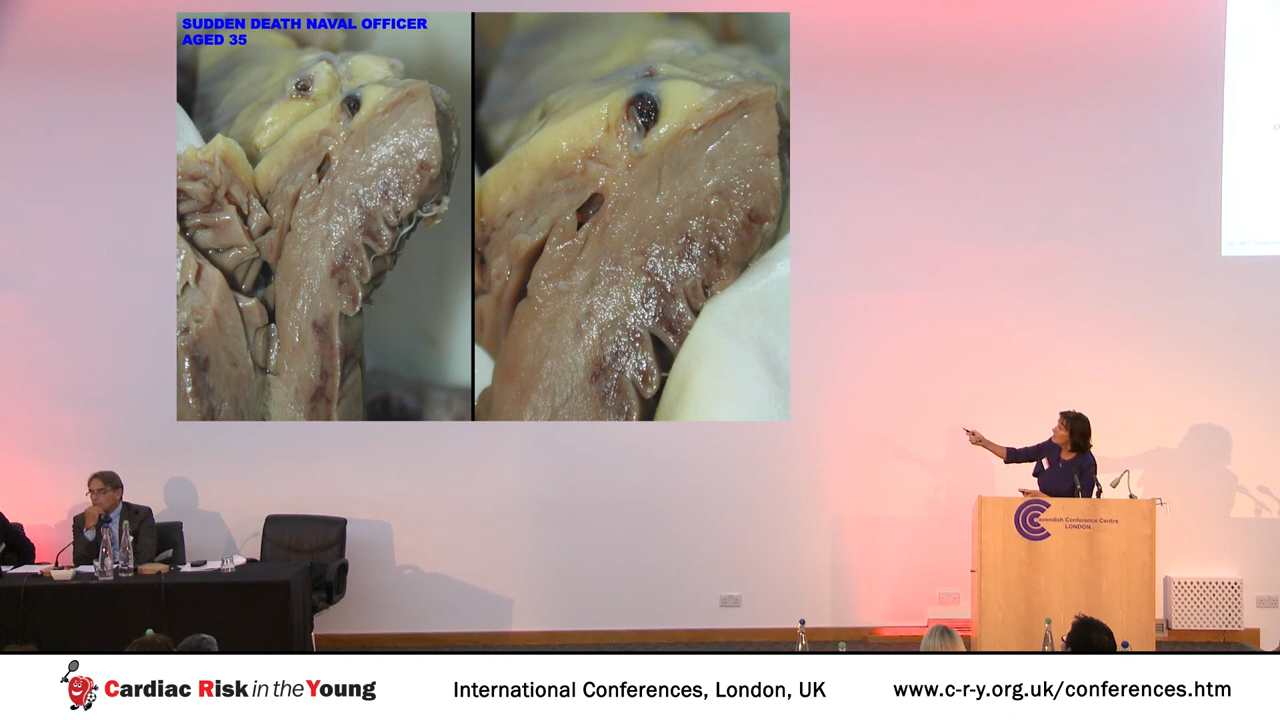 SUDDEN DEATH NAVAL OFFICER
AGED 35
Cavendish Conference Centre
LONDON
Cardiac Risk in the Young
International Conferences, London, UK
www.c-r-y.org.uk/conferences.htm